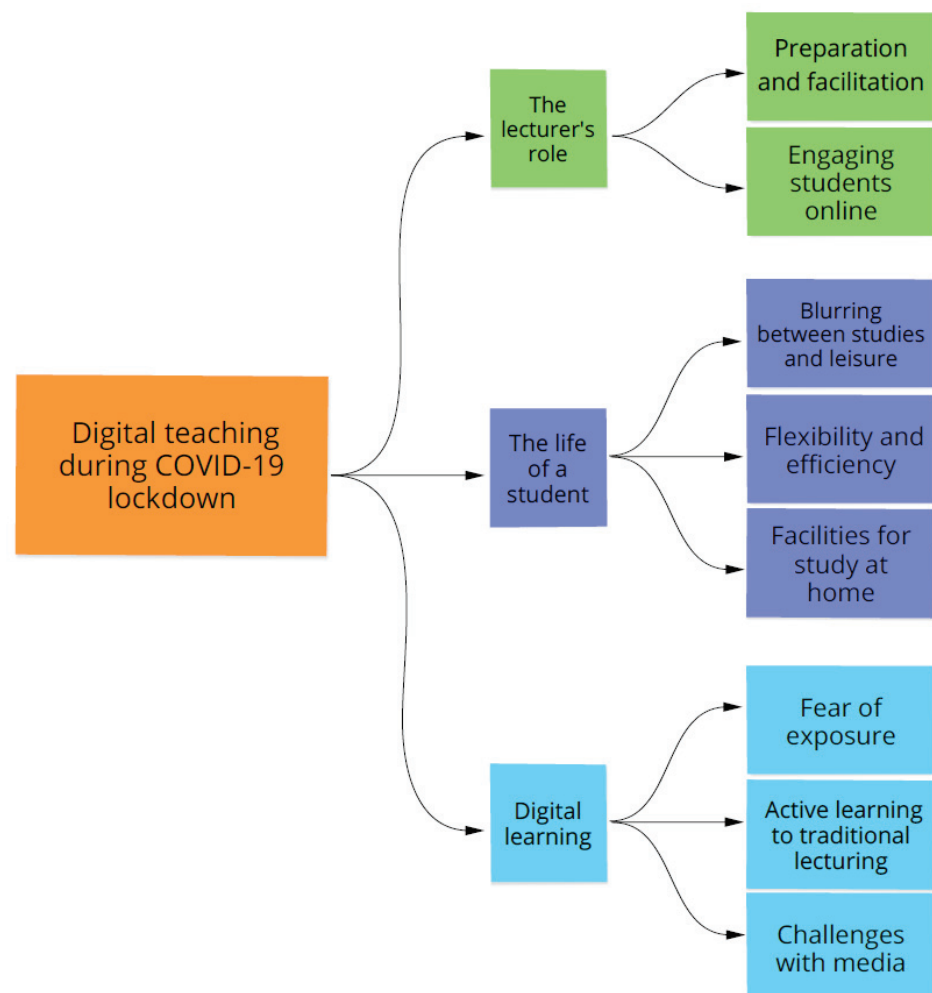 Digital teaching
during COVID-19
lockdown
The
lecturer's
role
Preparation
and facilitation
Engaging
students
online
The life
of a
student
Blurring
between studies
and leisure
Flexibility and
efficiency
Facilities for
study at
home
Digital
learning
Fear of
exposure
Active learning
to traditional
lecturing
Challenges
with media